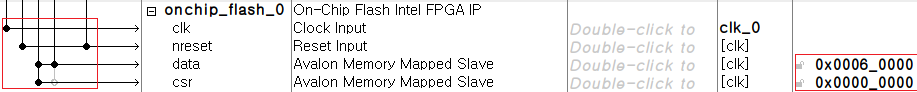 onchip_flash_0 On-Chip Flash Intel FPGA IP
clk Clock Input Double-click to clk_0
nreset Reset Input Double-click to [clk]
data Avalon Memory Mapped Slave Double-click to [clk] 0x0006_0000
csr Avalon Memory Mapped Slave Double-click to [clk] 0x0000_0000